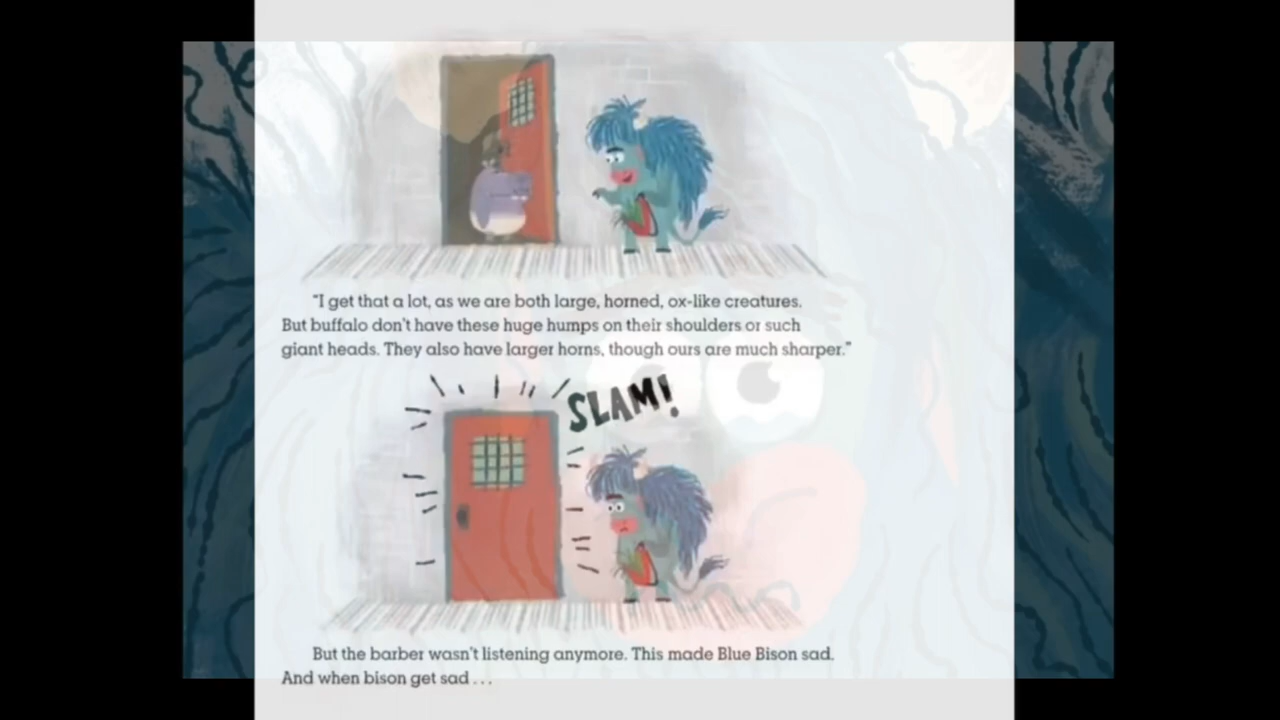 "I get that a lot, as we are both large, horned, ox-like creatures.
But buffalo don't have these huge humps on their shoulders or such
giant heads. They also have larger horns, though ours are much sharper."
SLAM!
But the barber wasn't listening anymore. This made Blue Bison sad.
And when bison get sad . . .